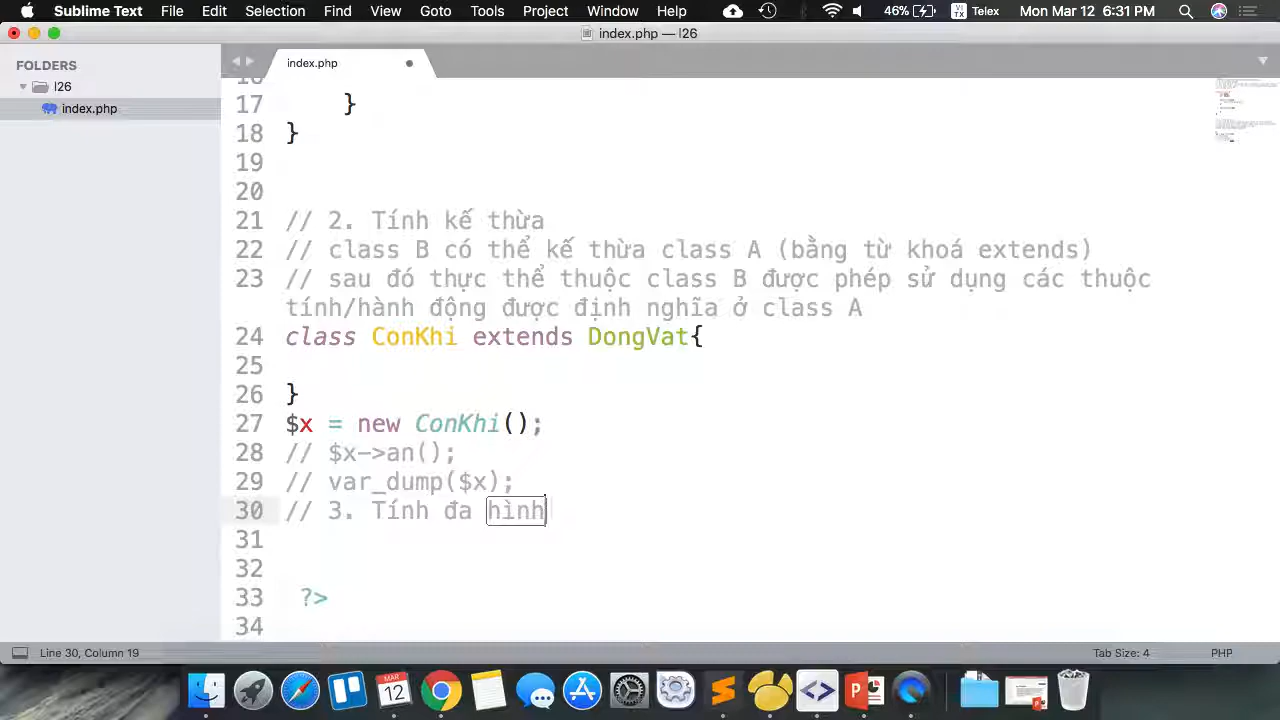 Sublime Text File Edit Selection Find View Goto Tools Project Window Help 46% VI TX Telex Mon Mar 12 6:31 PM
index.php — l26
FOLDERS
l26
index.php
index.php
17 }
18 }
19
20
21 // 2. Tính kế thừa
22 // class B có thể kế thừa class A (bằng từ khoá extends)
23 // sau đó thực thể thuộc class B được phép sử dụng các thuộc
tính/hành động được định nghĩa ở class A
24 class ConKhi extends DongVat{
25
26 }
27 $x = new ConKhi();
28 // $x->an();
29 // var_dump($x);
30 // 3. Tính đa hình
31
32
33 ?>
34
Line 30, Column 19 Tab Size: 4 PHP
MAR
12